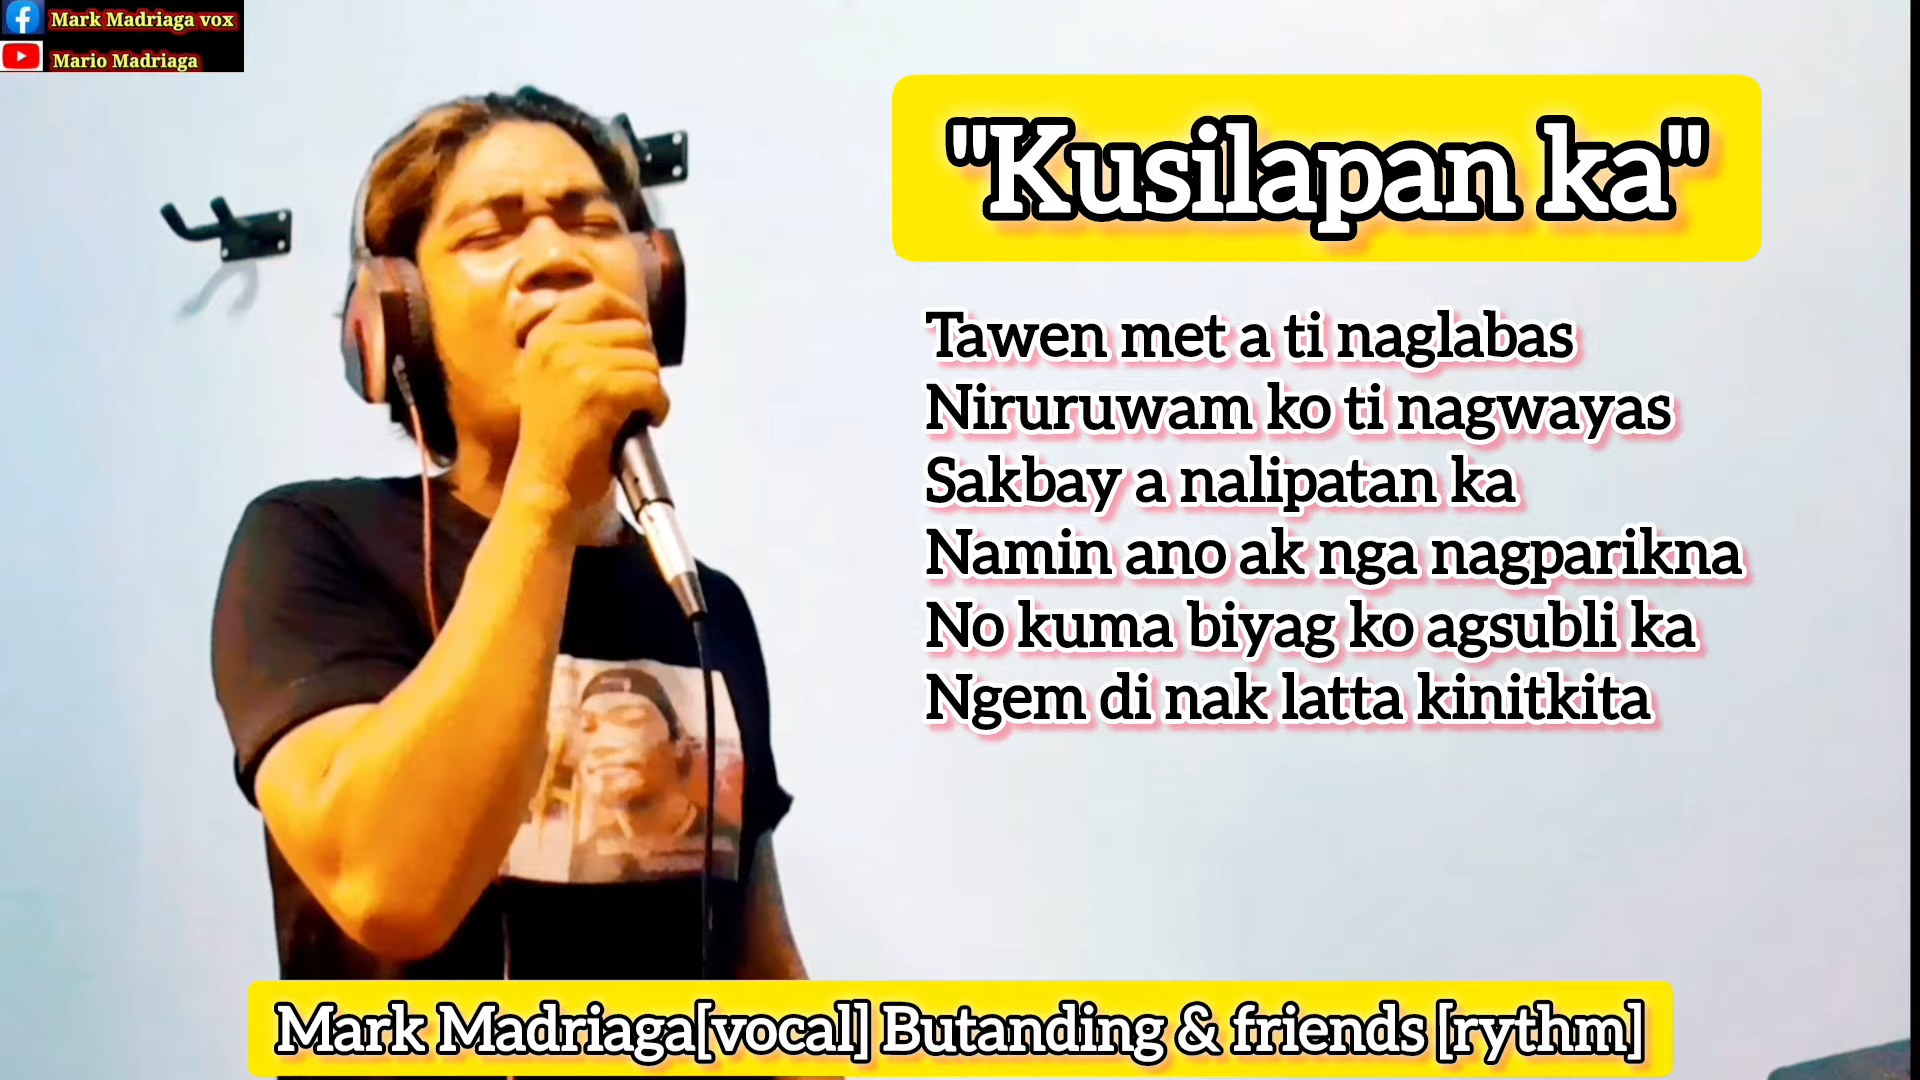 Mark Madriaga vox
Mario Madriaga
"Kusilapan ka"
Tawen met a ti naglabas
Niruruwam ko ti nagwayas
Sakbay a nalipatan ka
Namin ano ak nga nagparikna
No kuma biyag ko agsubli ka
Ngem di nak latta kinitkita
Mark Madriaga[vocal] Butanding & friends [rythm]